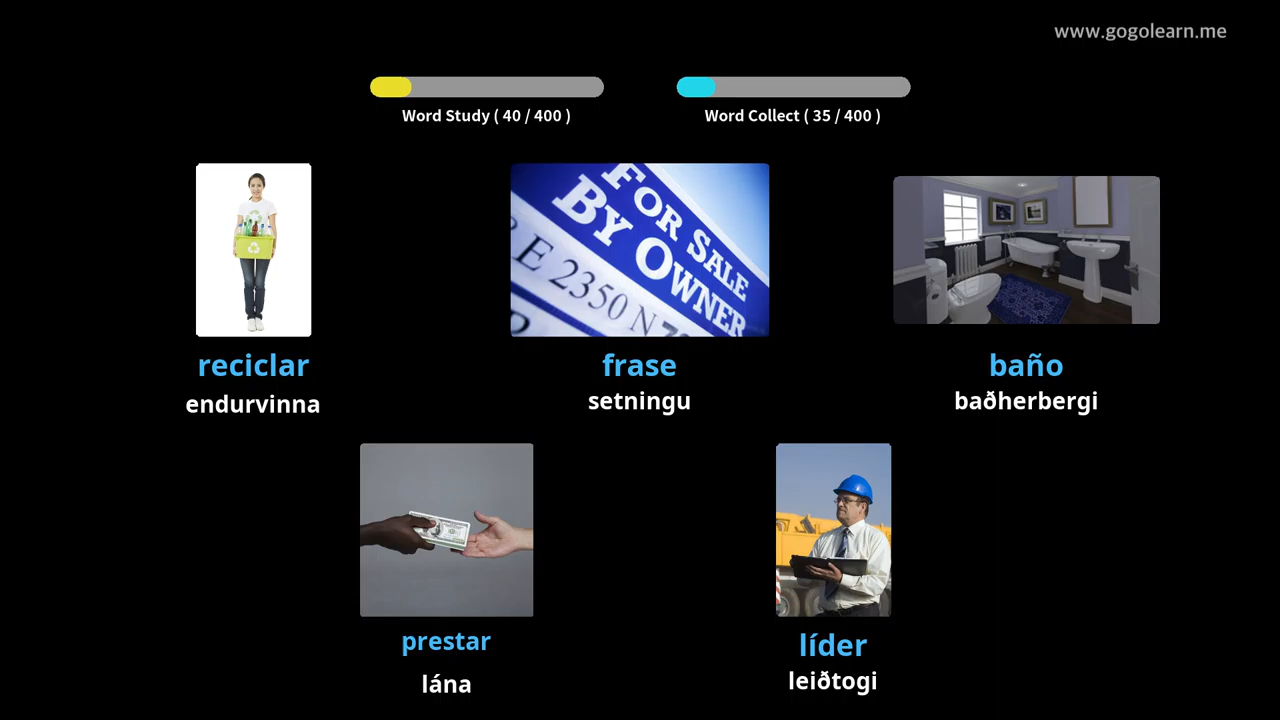 www.gogolearn.me
Word Study ( 40 / 400 )
Word Collect ( 35 / 400 )
FOR SALE
BY OWNER
E 2350 N
reciclar
frase
baño
endurvinna
setningu
baðherbergi
prestar
líder
lána
leiðtogi